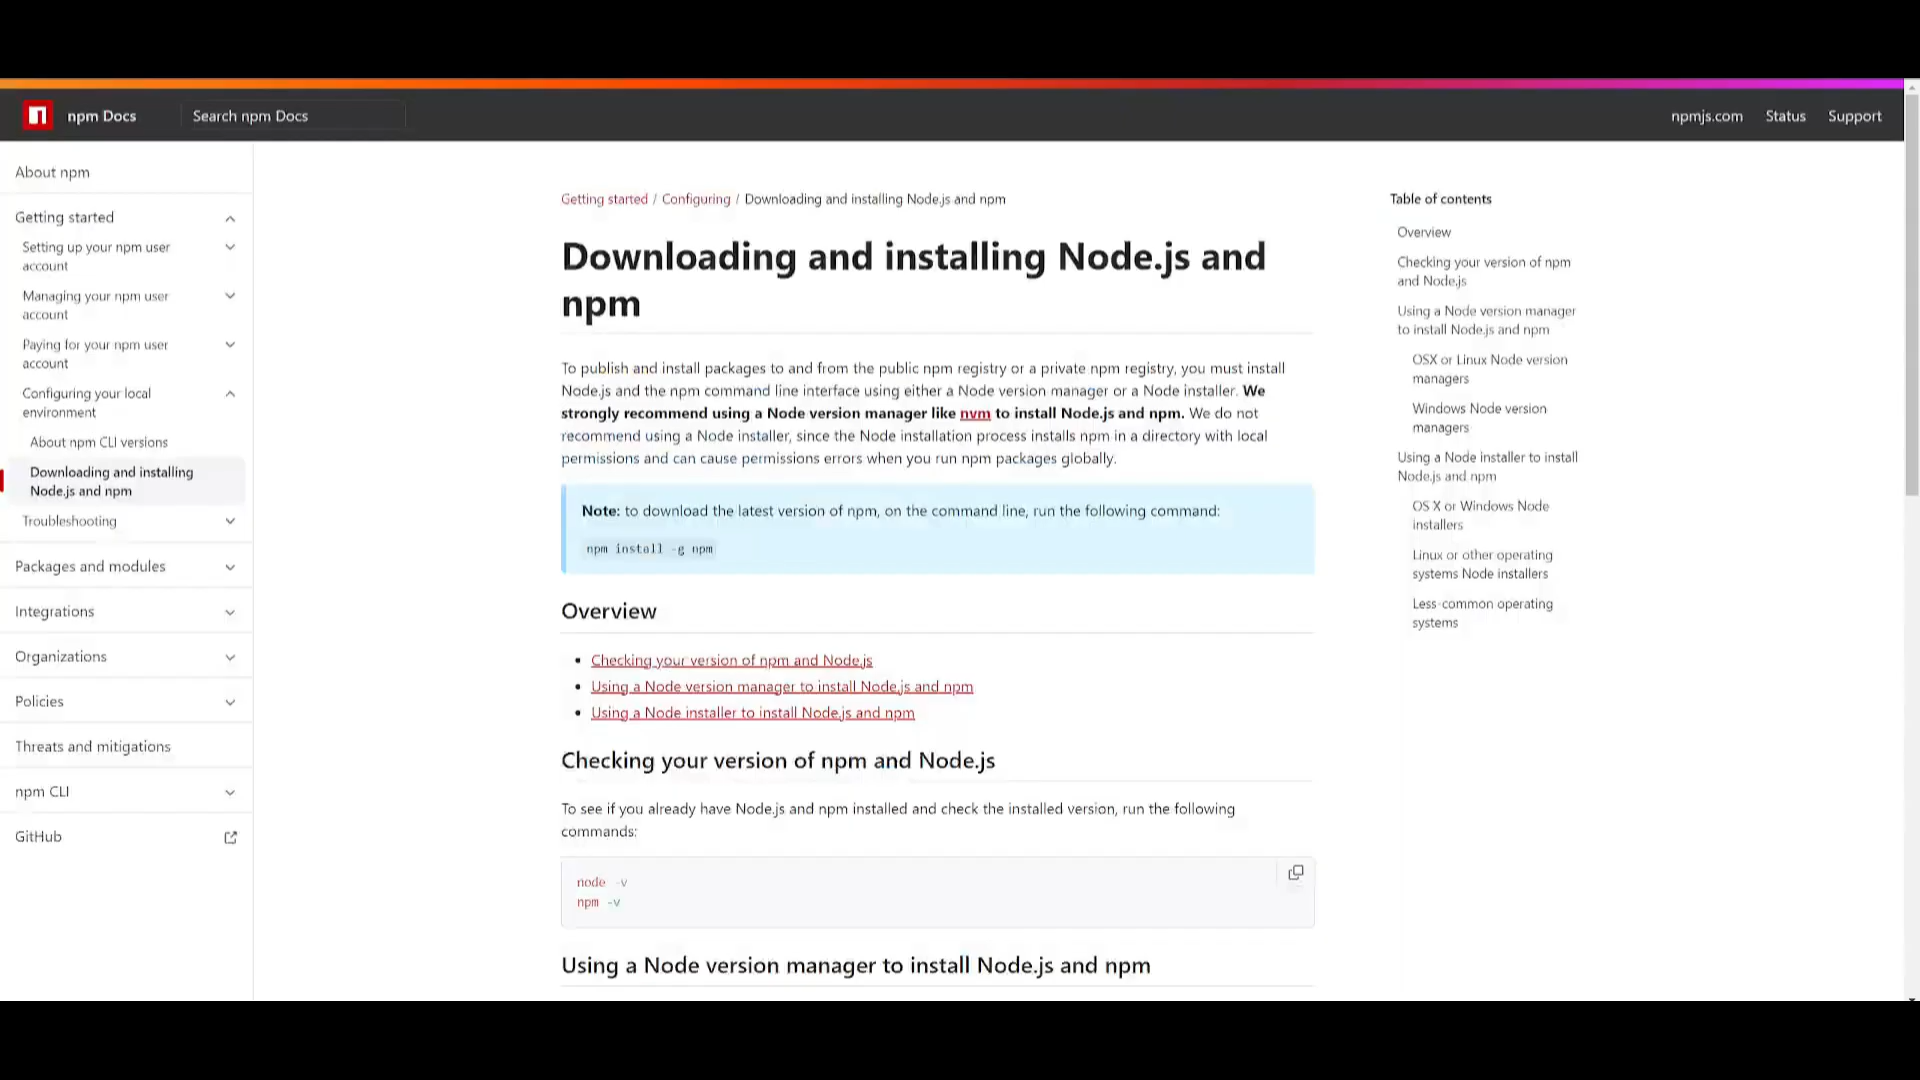 npm Docs
Search npm Docs
npmjs.com
Status
Support
About npm
Getting started
Setting up your npm user
account
Managing your npm user
account
Paying for your npm user
account
Configuring your local
environment
About npm CLI versions
Downloading and installing
Node.js and npm
Troubleshooting
Packages and modules
Integrations
Organizations
Policies
Threats and mitigations
npm CLI
GitHub
Getting started / Configuring / Downloading and installing Node.js and npm
Downloading and installing Node.js and
npm
To publish and install packages to and from the public npm registry or a private npm registry, you must install
Node.js and the npm command line interface using either a Node version manager or a Node installer. We
strongly recommend using a Node version manager like nvm to install Node.js and npm. We do not
recommend using a Node installer, since the Node installation process installs npm in a directory with local
permissions and can cause permissions errors when you run npm packages globally.
Note: to download the latest version of npm, on the command line, run the following command:
npm install -g npm
Overview
• Checking your version of npm and Node.js
• Using a Node version manager to install Node.js and npm
• Using a Node installer to install Node.js and npm
Checking your version of npm and Node.js
To see if you already have Node.js and npm installed and check the installed version, run the following
commands:
node -v
npm -v
Using a Node version manager to install Node.js and npm
Table of contents
Overview
Checking your version of npm
and Node.js
Using a Node version manager
to install Node.js and npm
OSX or Linux Node version
managers
Windows Node version
managers
Using a Node installer to install
Node.js and npm
OS X or Windows Node
installers
Linux or other operating
systems Node installers
Less-common operating
systems